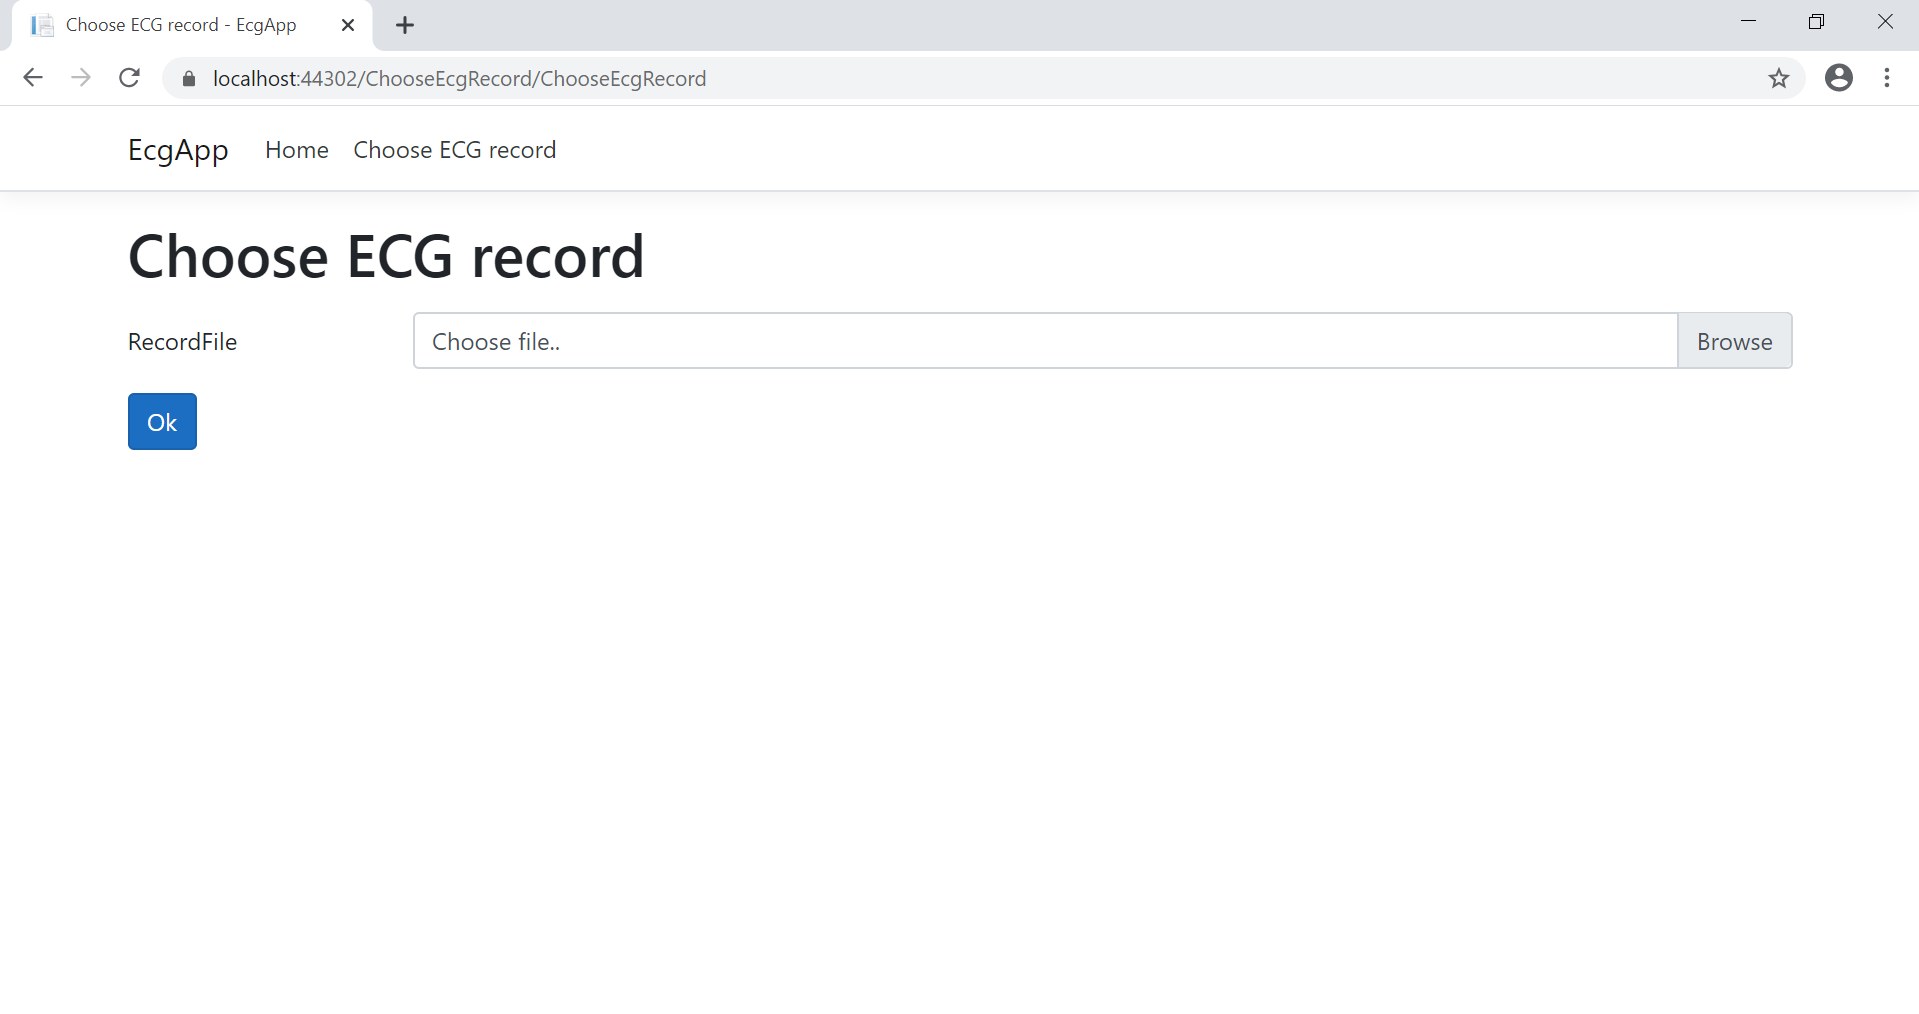 Choose ECG record - EcgApp
localhost:44302/ChooseEcgRecord/ChooseEcgRecord
EcgApp Home Choose ECG record
Choose ECG record
RecordFile Choose file.. Browse
Ok